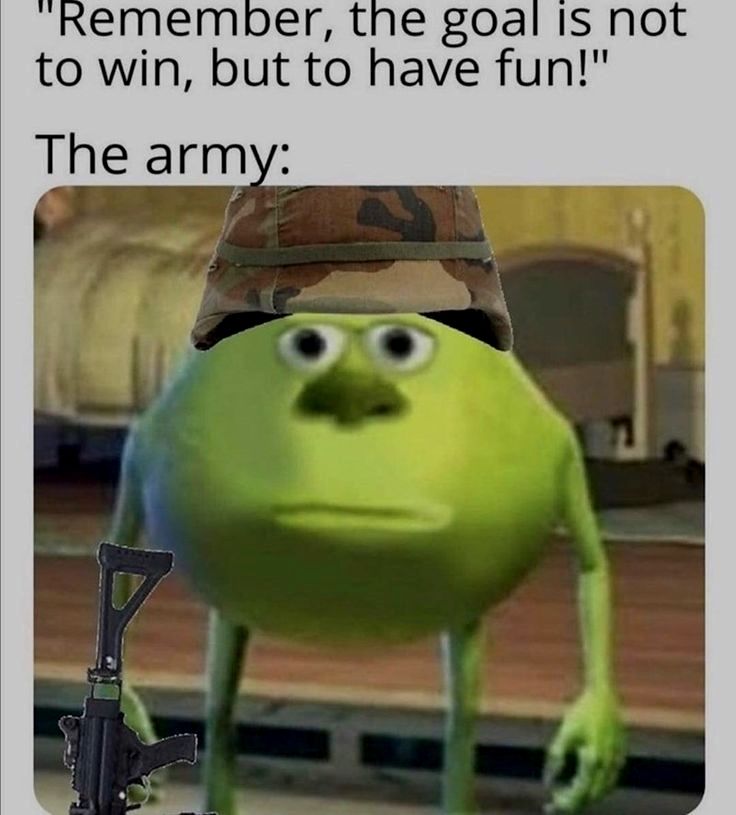 "Remember, the goal is not
to win, but to have fun!"
The army: